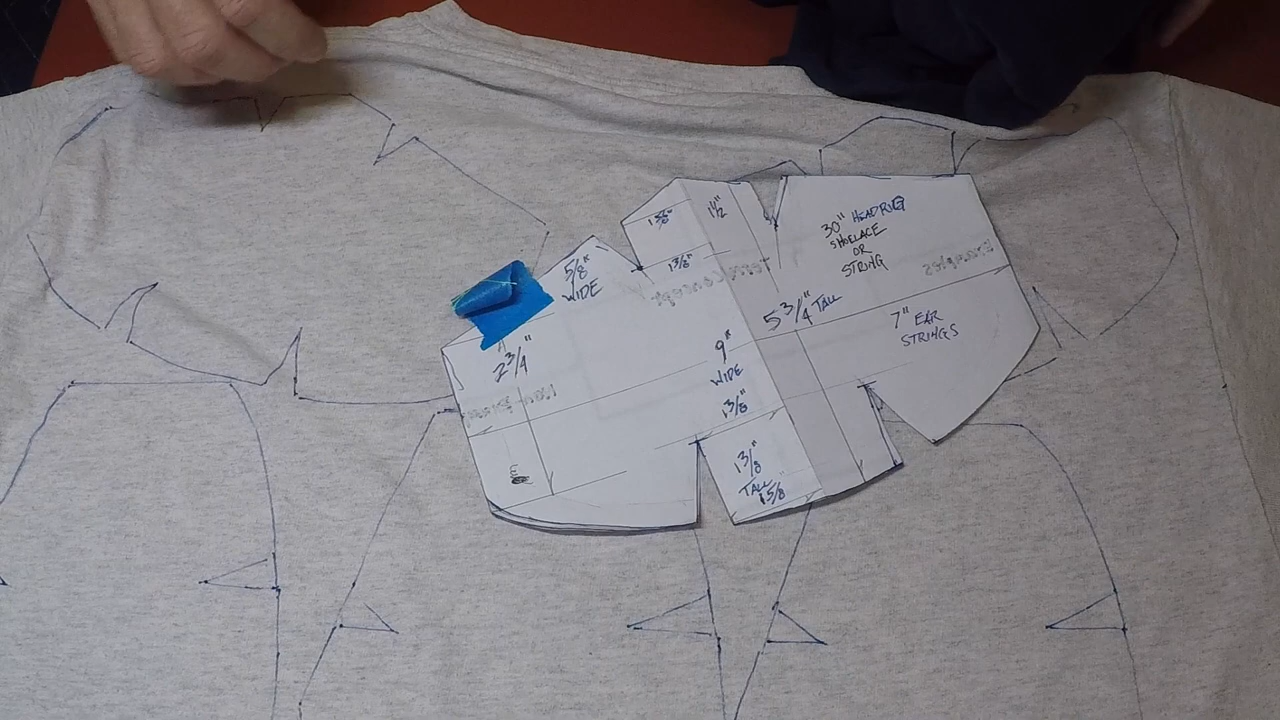 1 3/8"
1 1/2"
30" HEADRIG
SHOELACE
OR
STRING
5/8"
WIDE
1 3/8"
5 3/4" TALL
7" EAR
STRINGS
2 3/4"
9"
WIDE
1 3/8"
1 3/8
TALL
1 5/8"
E